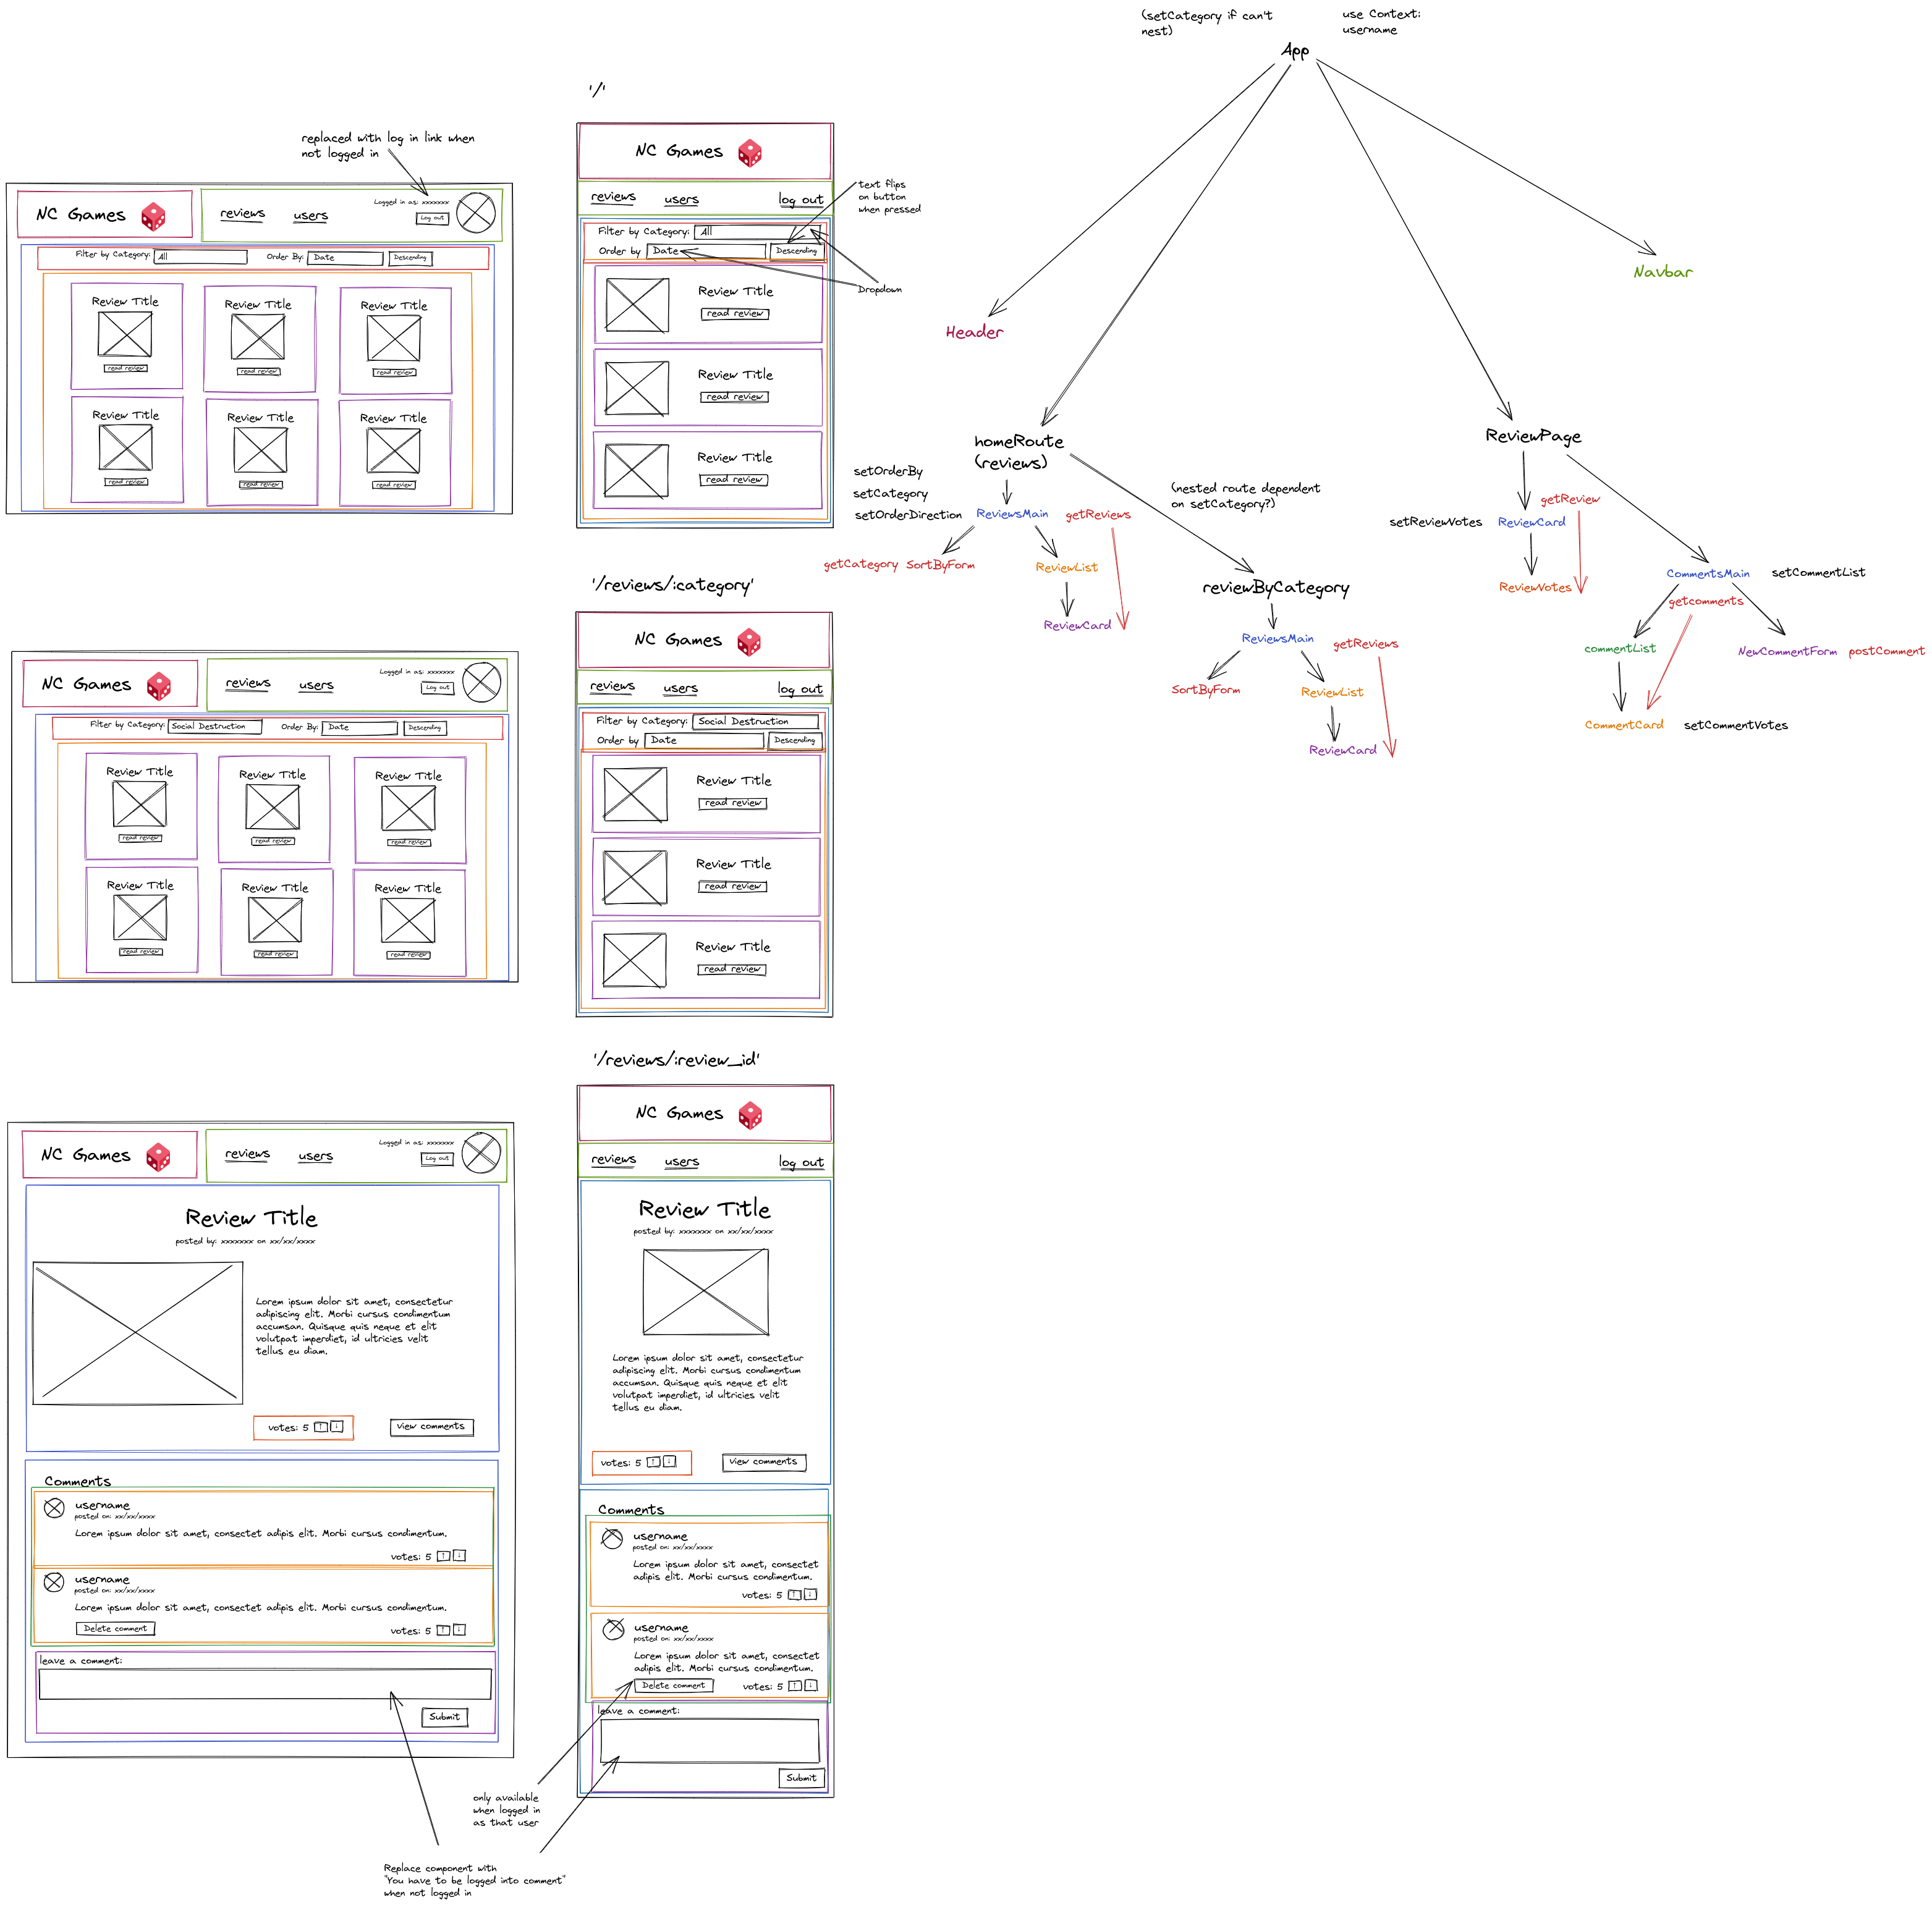 (setCategory if can't
nest)
use Context:
username
App
Header
Navbar
homeRoute
(reviews)
setOrderBy
setCategory
setOrderDirection
ReviewsMain
getReviews
getCategory
SortByForm
ReviewList
ReviewCard
(nested route dependent
on setCategory?)
reviewByCategory
ReviewsMain
getReviews
SortByForm
ReviewList
ReviewCard
ReviewPage
getReview
setReviewNotes
ReviewCard
ReviewNotes
CommentsMain
setCommentList
getcomments
commentList
NewCommentForm
postComment
CommentCard
setCommentVotes
replaced with log in link when
not logged in
NC Games
reviews
users
Logged in as: xxxxxxx
Log out
Filter by Category:
All
Order By:
Date
Descending
Review Title
read review
Review Title
read review
Review Title
read review
Review Title
read review
Review Title
read review
Review Title
read review
'/'
NC Games
reviews
users
log out
Filter by Category:
All
Order by
Date
Descending
text flips
on button
when pressed
Dropdown
Review Title
read review
Review Title
read review
Review Title
read review
NC Games
reviews
users
Logged in as: xxxxxxx
Log out
Filter by Category:
Social Destruction
Order By:
Date
Descending
Review Title
read review
Review Title
read review
Review Title
read review
Review Title
read review
Review Title
read review
Review Title
read review
'/reviews/:category'
NC Games
reviews
users
log out
Filter by Category:
Social Destruction
Order by
Date
Descending
Review Title
read review
Review Title
read review
Review Title
read review
NC Games
reviews
users
Logged in as: xxxxxxx
Log out
Review Title
posted by: xxxxxxx on xx/xx/xxxx
Lorem ipsum dolor sit amet, consectetur
adipiscing elit. Morbi cursus condimentum
accumsan. Quisque quis neque et elit
volutpat imperdiet, id ultricies velit
tellus eu diam.
votes: 5 ↑ ↓
view comments
Comments
username
posted on: xx/xx/xxxx
Lorem ipsum dolor sit amet, consectet adipis elit. Morbi cursus condimentum.
votes: 5 ↑ ↓
username
posted on: xx/xx/xxxx
Lorem ipsum dolor sit amet, consectet adipis elit. Morbi cursus condimentum.
Delete comment
votes: 5 ↑ ↓
leave a comment:
Submit
'/reviews/:review_id'
NC Games
reviews
users
log out
Review Title
posted by: xxxxxxx on xx/xx/xxxx
Lorem ipsum dolor sit amet, consectetur
adipiscing elit. Morbi cursus condimentum
accumsan. Quisque quis neque et elit
volutpat imperdiet, id ultricies velit
tellus eu diam.
votes: 5 ↑ ↓
view comments
Comments
username
posted on: xx/xx/xxxx
Lorem ipsum dolor sit amet, consectet
adipis elit. Morbi cursus condimentum.
votes: 5 ↑ ↓
username
posted on: xx/xx/xxxx
Lorem ipsum dolor sit amet, consectet
adipis elit. Morbi cursus condimentum.
Delete comment
votes: 5 ↑ ↓
leave a comment:
Submit
only available
when logged in
as that user
Replace component with
"You have to be logged into comment"
when not logged in